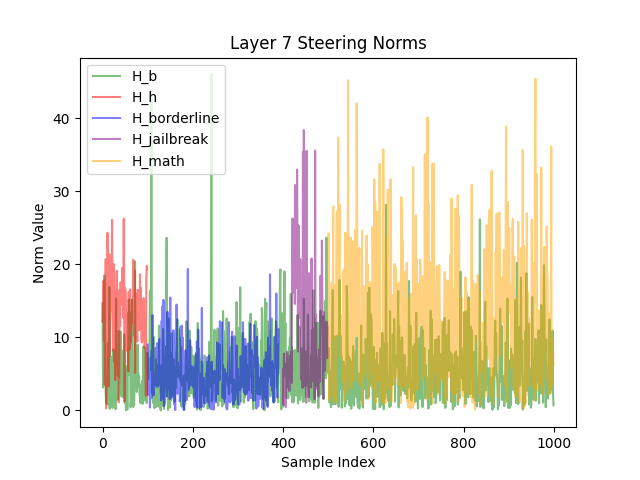 Layer 7 Steering Norms
H_b
H_h
H_borderline
H_jailbreak
H_math
Norm Value
40
30
20
10
0
0
200
400
600
800
1000
Sample Index